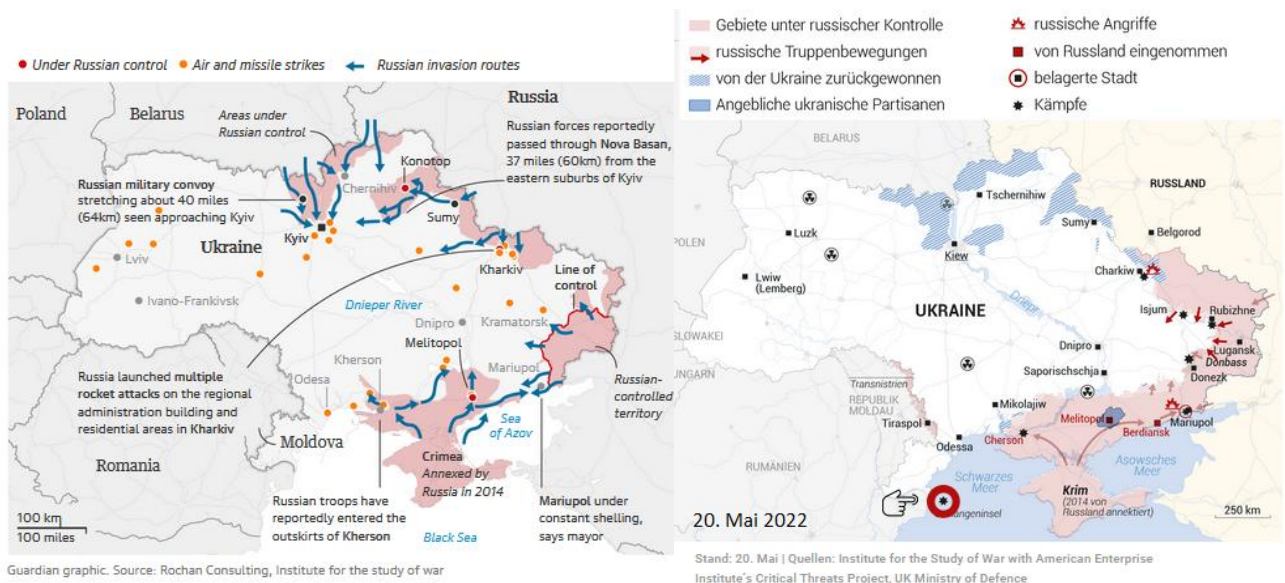 Under Russian control
Air and missile strikes
Russian invasion routes
Poland
Belarus
Russia
Areas under
Russian control
Russian forces reportedly
passed through Nova Basan,
37 miles (60km) from the
eastern suburbs of Kyiv
Konotop
Chernihiv
Russian military convoy
stretching about 40 miles
(64km) seen approaching Kyiv
Sumy
Kyiv
Ukraine
Lviv
Kharkiv
Line of
control
Ivano-Frankivsk
Dnieper River
Dnipro
Kramatorsk
Melitopol
Kherson
Mariupol
Odesa
Russia launched multiple
rocket attacks on the regional
administration building and
residential areas in Kharkiv
Russian-
controlled
territory
Sea
of Azov
Moldova
Romania
Crimea
Annexed by
Russia in 2014
Russian troops have
reportedly entered the
outskirts of Kherson
Mariupol under
constant shelling,
says mayor
Black Sea
100 km
100 miles
Guardian graphic. Source: Rochan Consulting, Institute for the study of war
Gebiete unter russischer Kontrolle
russische Truppenbewegungen
von der Ukraine zurückgewonnen
Angebliche ukranische Partisanen
russische Angriffe
von Russland eingenommen
belagerte Stadt
Kämpfe
BELARUS
RUSSLAND
Tschernihiw
POLEN
Luzk
Sumy
Belgorod
Kiew
Charkiw
Lwiw
(Lemberg)
UKRAINE
Dnepr
Isjum
Rubizhne
SLOWAKEI
Dnipro
Lugansk
Donbass
UNGARN
Saporischschja
Donezk
Transnistrien
REPUBLIK
MOLDAU
Mikolajiw
Melitopol
Tiraspol
Cherson
Berdiansk
Mariupol
Odessa
RUMÄNIEN
Schwarzes
Meer
Asowsches
Meer
Krim
(2014 von
Russland annektiert)
langeninsel
20. Mai 2022
250 km
Stand: 20. Mai | Quellen: Institute for the Study of War with American Enterprise
Institute's Critical Threats Project, UK Ministry of Defence